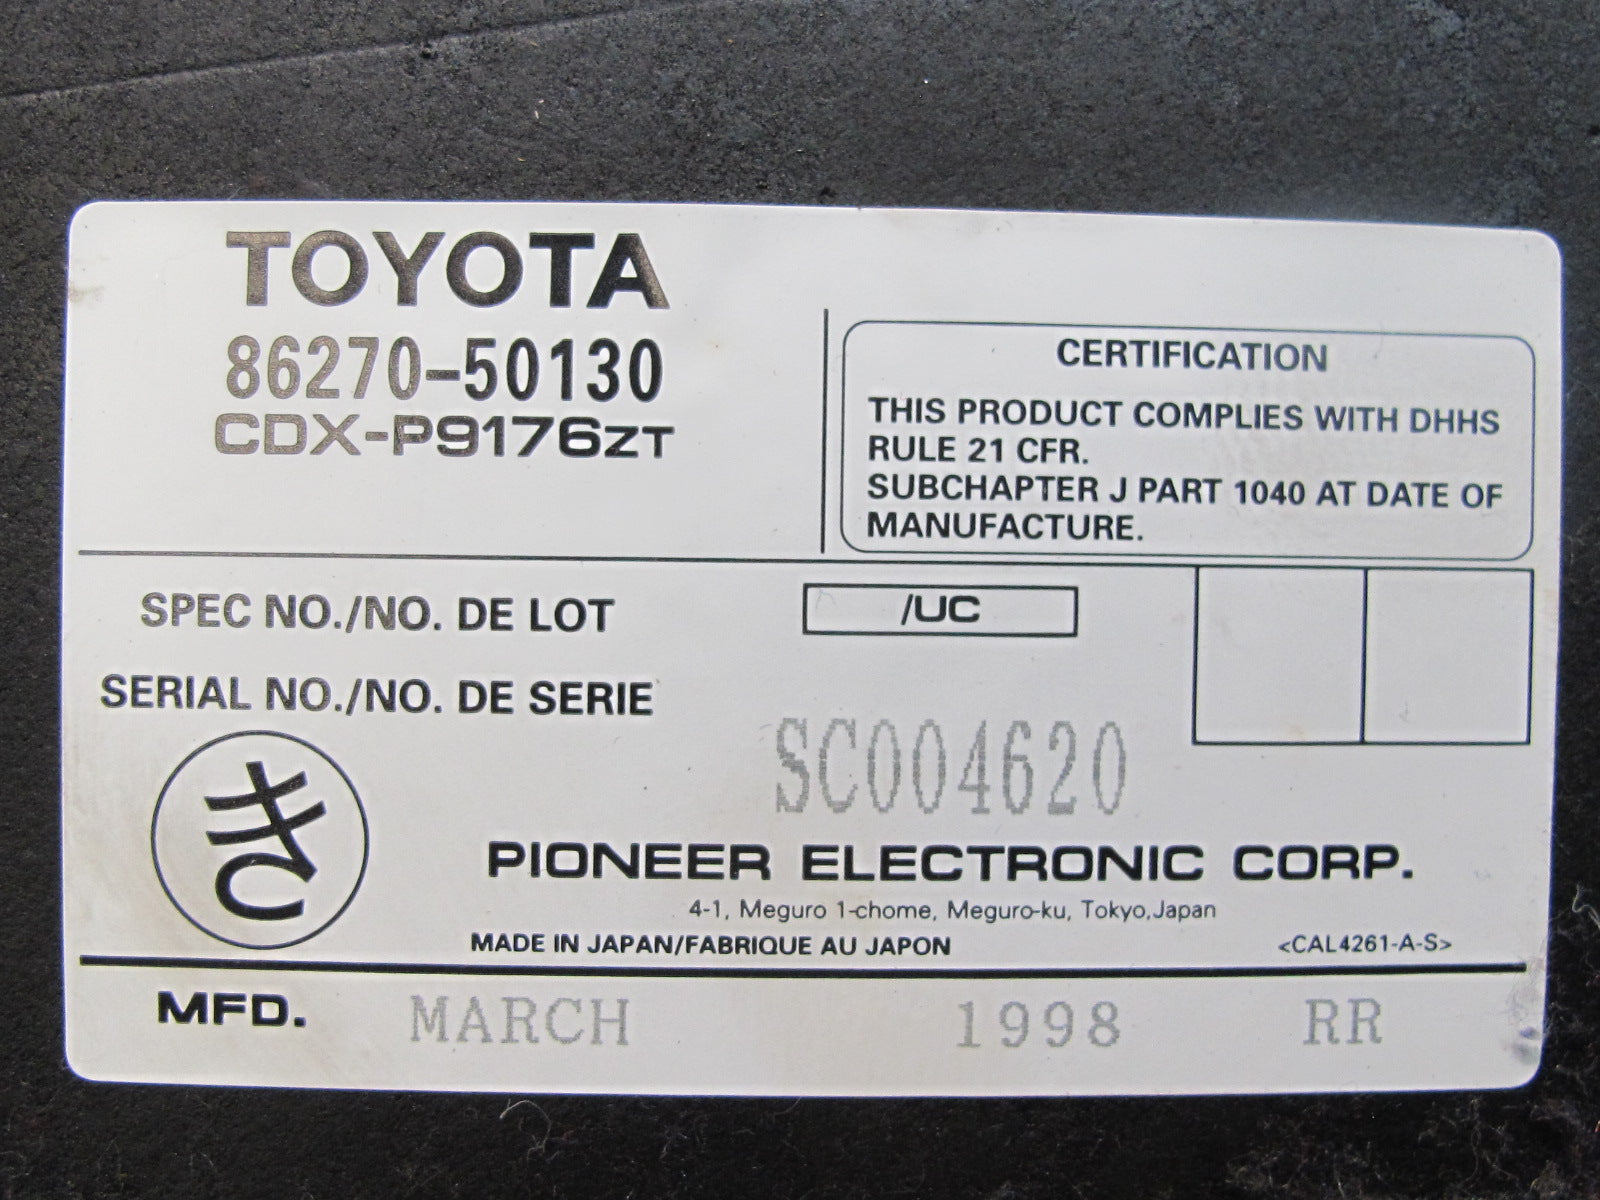 TOYOTA
86270-50130
CDX-P9176ZT
CERTIFICATION
THIS PRODUCT COMPLIES WITH DHHS
RULE 21 CFR.
SUBCHAPTER J PART 1040 AT DATE OF
MANUFACTURE.
SPEC NO./NO. DE LOT
/UC
SERIAL NO./NO. DE SERIE
SC004620
PIONEER ELECTRONIC CORP.
4-1, Meguro 1-chome, Meguro-ku, Tokyo,Japan
MADE IN JAPAN/FABRIQUE AU JAPON <CAL4261-A-S>
MFD. MARCH 1998 RR